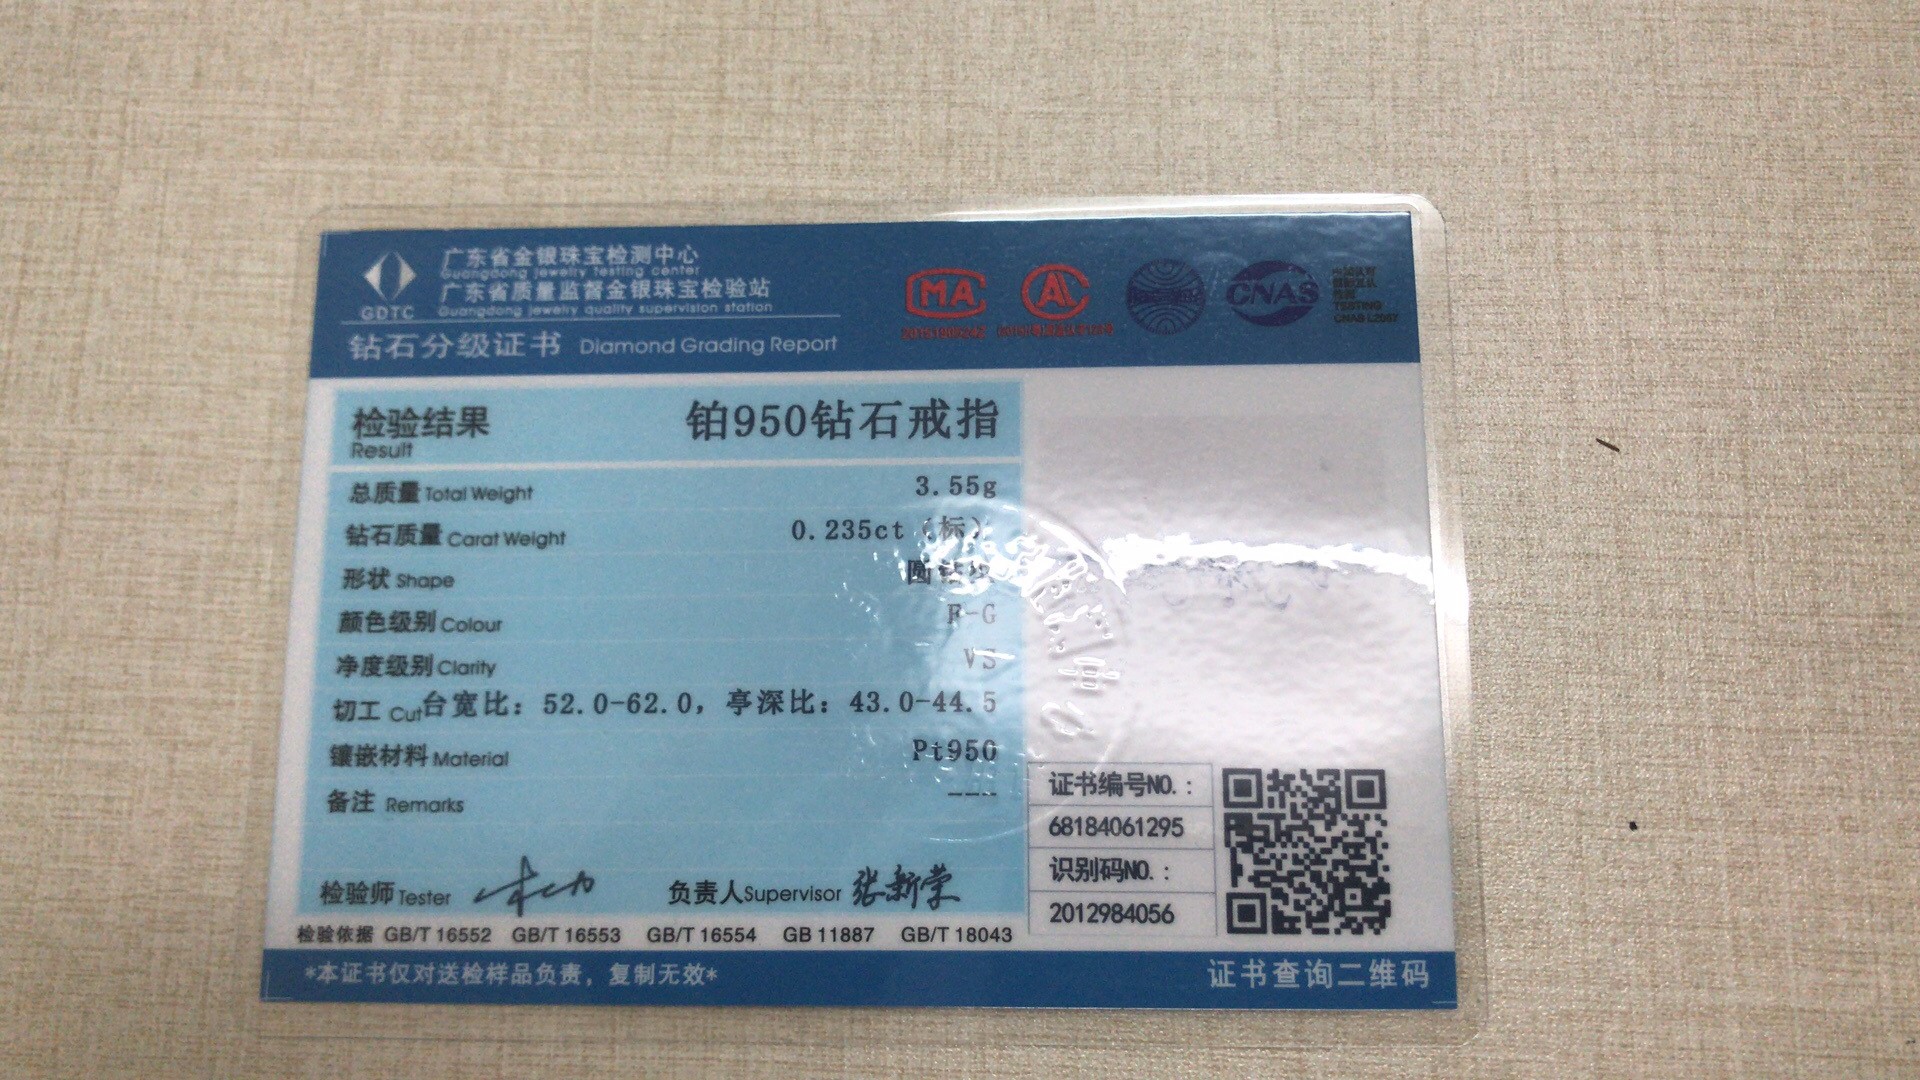 广东省金银珠宝检测中心
Guangdong jewelry testing center
广东省质量监督金银珠宝检验站
Guangdong jewelry quality supervision station
GDTC
钻石分级证书 Diamond Grading Report
MA
AL
CNAS
TESTING
检验结果 铂950钻石戒指
Result
总质量 Total Weight 3.55g
钻石质量 Carat Weight 0.235ct (标)
形状 Shape 圆钻型
颜色级别 Colour F-G
净度级别 Clarity VS
切工 Cut 台宽比: 52.0-62.0, 亭深比: 43.0-44.5
镶嵌材料 Material Pt950
备注 Remarks ---
检验师 Tester
负责人 Supervisor 张新荣
检验依据 GB/T 16552 GB/T 16553 GB/T 16554 GB 11887 GB/T 18043
证书编号NO.:
68184061295
识别码NO.:
2012984056
*本证书仅对送检样品负责, 复制无效*
证书查询二维码